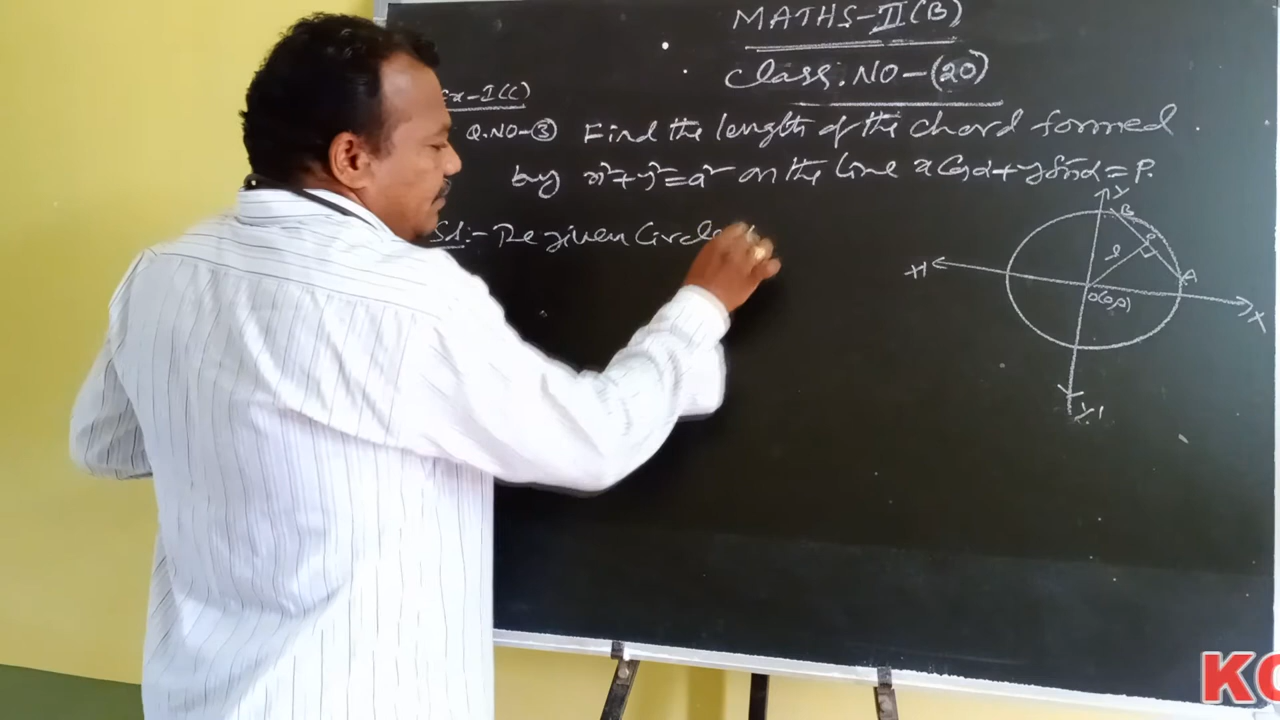 MATHS-II(B)
Class: NO-(20)
Ex-I(C)
Q.NO-③ Find the length of the chord formed
by x²+y²=a² on the line x Cosα+y Sinα=P.
Sol:- The given Circle
Y
B
P
A
O(0,0)
X
Y'
KO